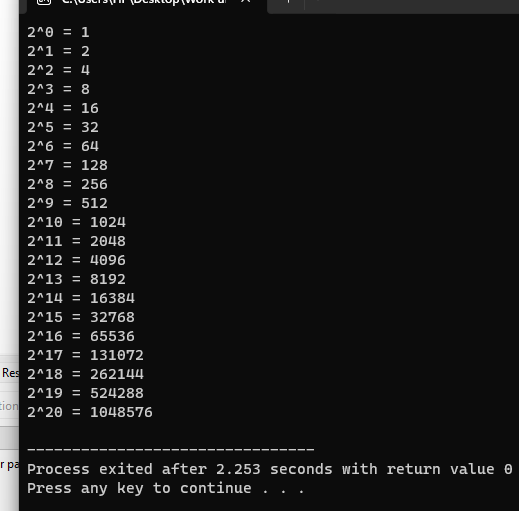 C:\Users\HP\Desktop\Work a
2^0 = 1
2^1 = 2
2^2 = 4
2^3 = 8
2^4 = 16
2^5 = 32
2^6 = 64
2^7 = 128
2^8 = 256
2^9 = 512
2^10 = 1024
2^11 = 2048
2^12 = 4096
2^13 = 8192
2^14 = 16384
2^15 = 32768
2^16 = 65536
2^17 = 131072
2^18 = 262144
2^19 = 524288
2^20 = 1048576
Res
tion
r pa
--------------------------------
Process exited after 2.253 seconds with return value 0
Press any key to continue . . .